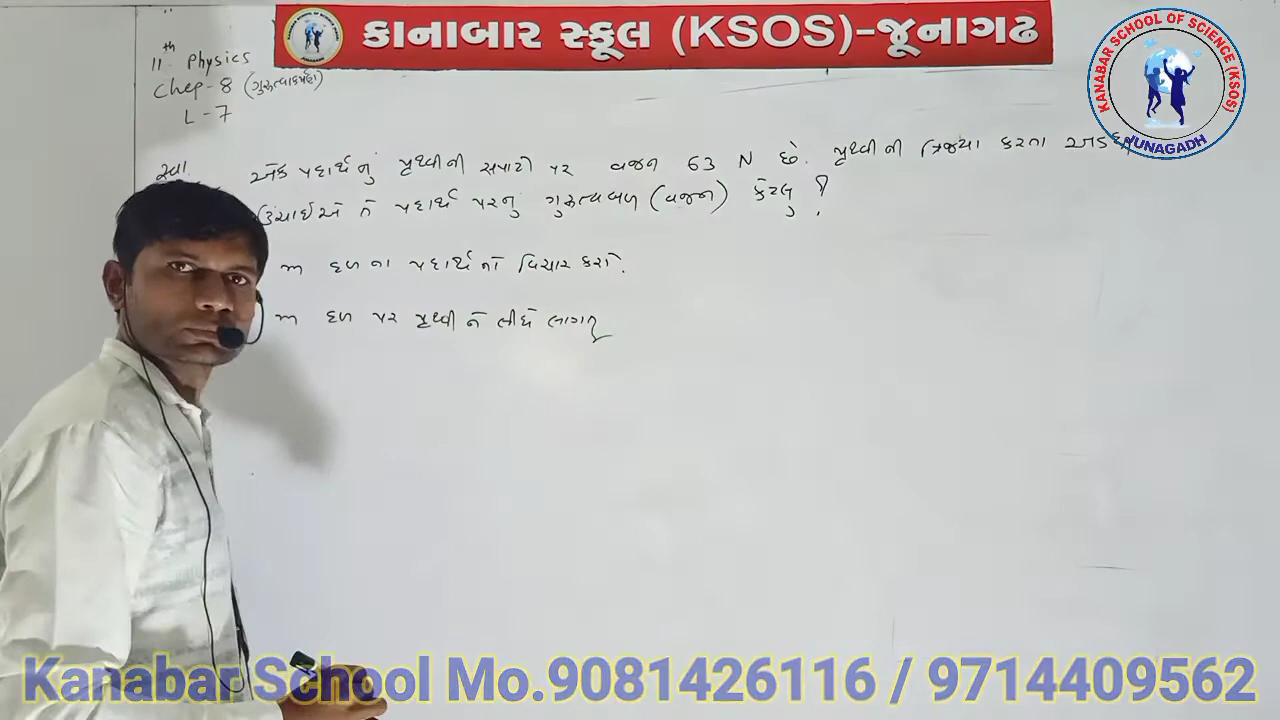 કાનાબાર સ્કૂલ (KSOS)-જૂનાગઢ
KANABAR SCHOOL OF SCIENCE (KSOS)
JUNAGADH
11th Physics
Chep-8 (ગુરુત્વાકર્ષણ)
L-7
સ્વા. એક પદાર્થનું પૃથ્વીની સપાટી પર વજન 63 N છે. પૃથ્વીની ત્રિજ્યા કરતા અડધી
ઉંચાઈએ તે પદાર્થ પરનું ગુરુત્વબળ (વજન) કેટલુ ?
m દળના પદાર્થનો વિચાર કરો.
m દળ પર પૃથ્વીને લીધે લાગતુ
Kanabar School Mo.9081426116 / 9714409562